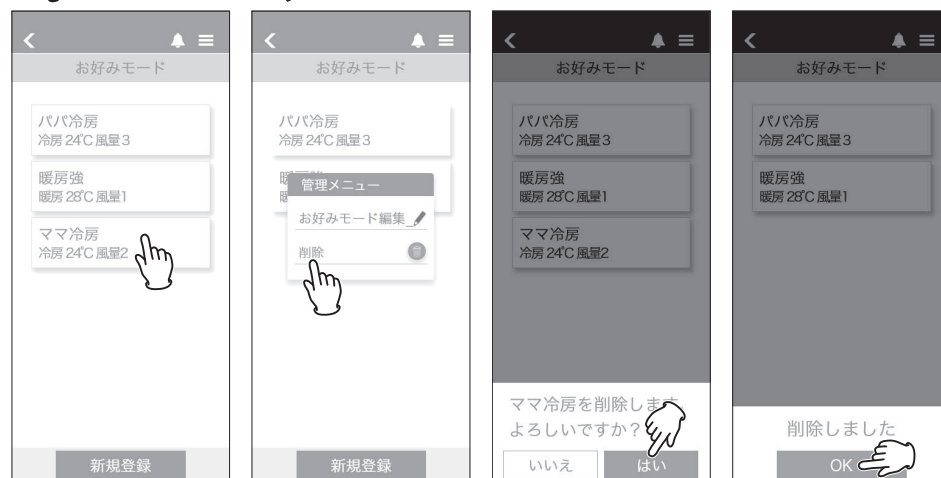 お好みモード
パパ冷房
冷房 24℃ 風量3
暖房強
暖房 28℃ 風量1
ママ冷房
冷房 24℃ 風量2
新規登録
お好みモード
パパ冷房
冷房 24℃ 風量3
管理メニュー
お好みモード編集
削除
新規登録
お好みモード
パパ冷房
冷房 24℃ 風量3
暖房強
暖房 28℃ 風量1
ママ冷房
冷房 24℃ 風量2
ママ冷房を削除します
よろしいですか?
いいえ
はい
お好みモード
パパ冷房
冷房 24℃ 風量3
暖房強
暖房 28℃ 風量1
削除しました
OK